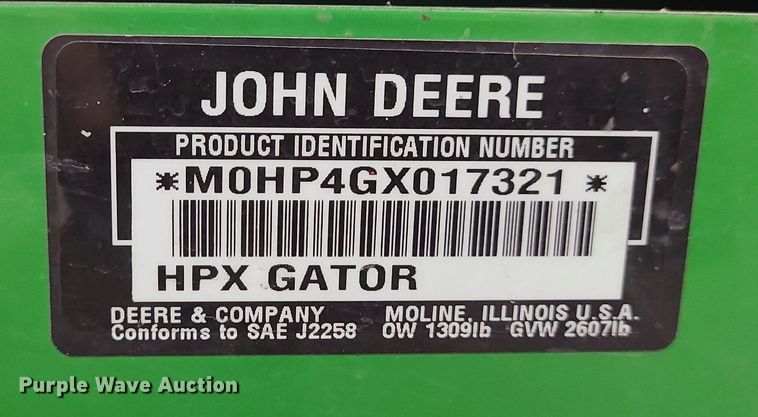 JOHN DEERE
PRODUCT IDENTIFICATION NUMBER
*M0HP4GX017321 *
HPX GATOR
DEERE & COMPANY MOLINE, ILLINOIS U.S.A.
Conforms to SAE J2258 OW 1309lb GVW 2607lb
Purple Wave Auction